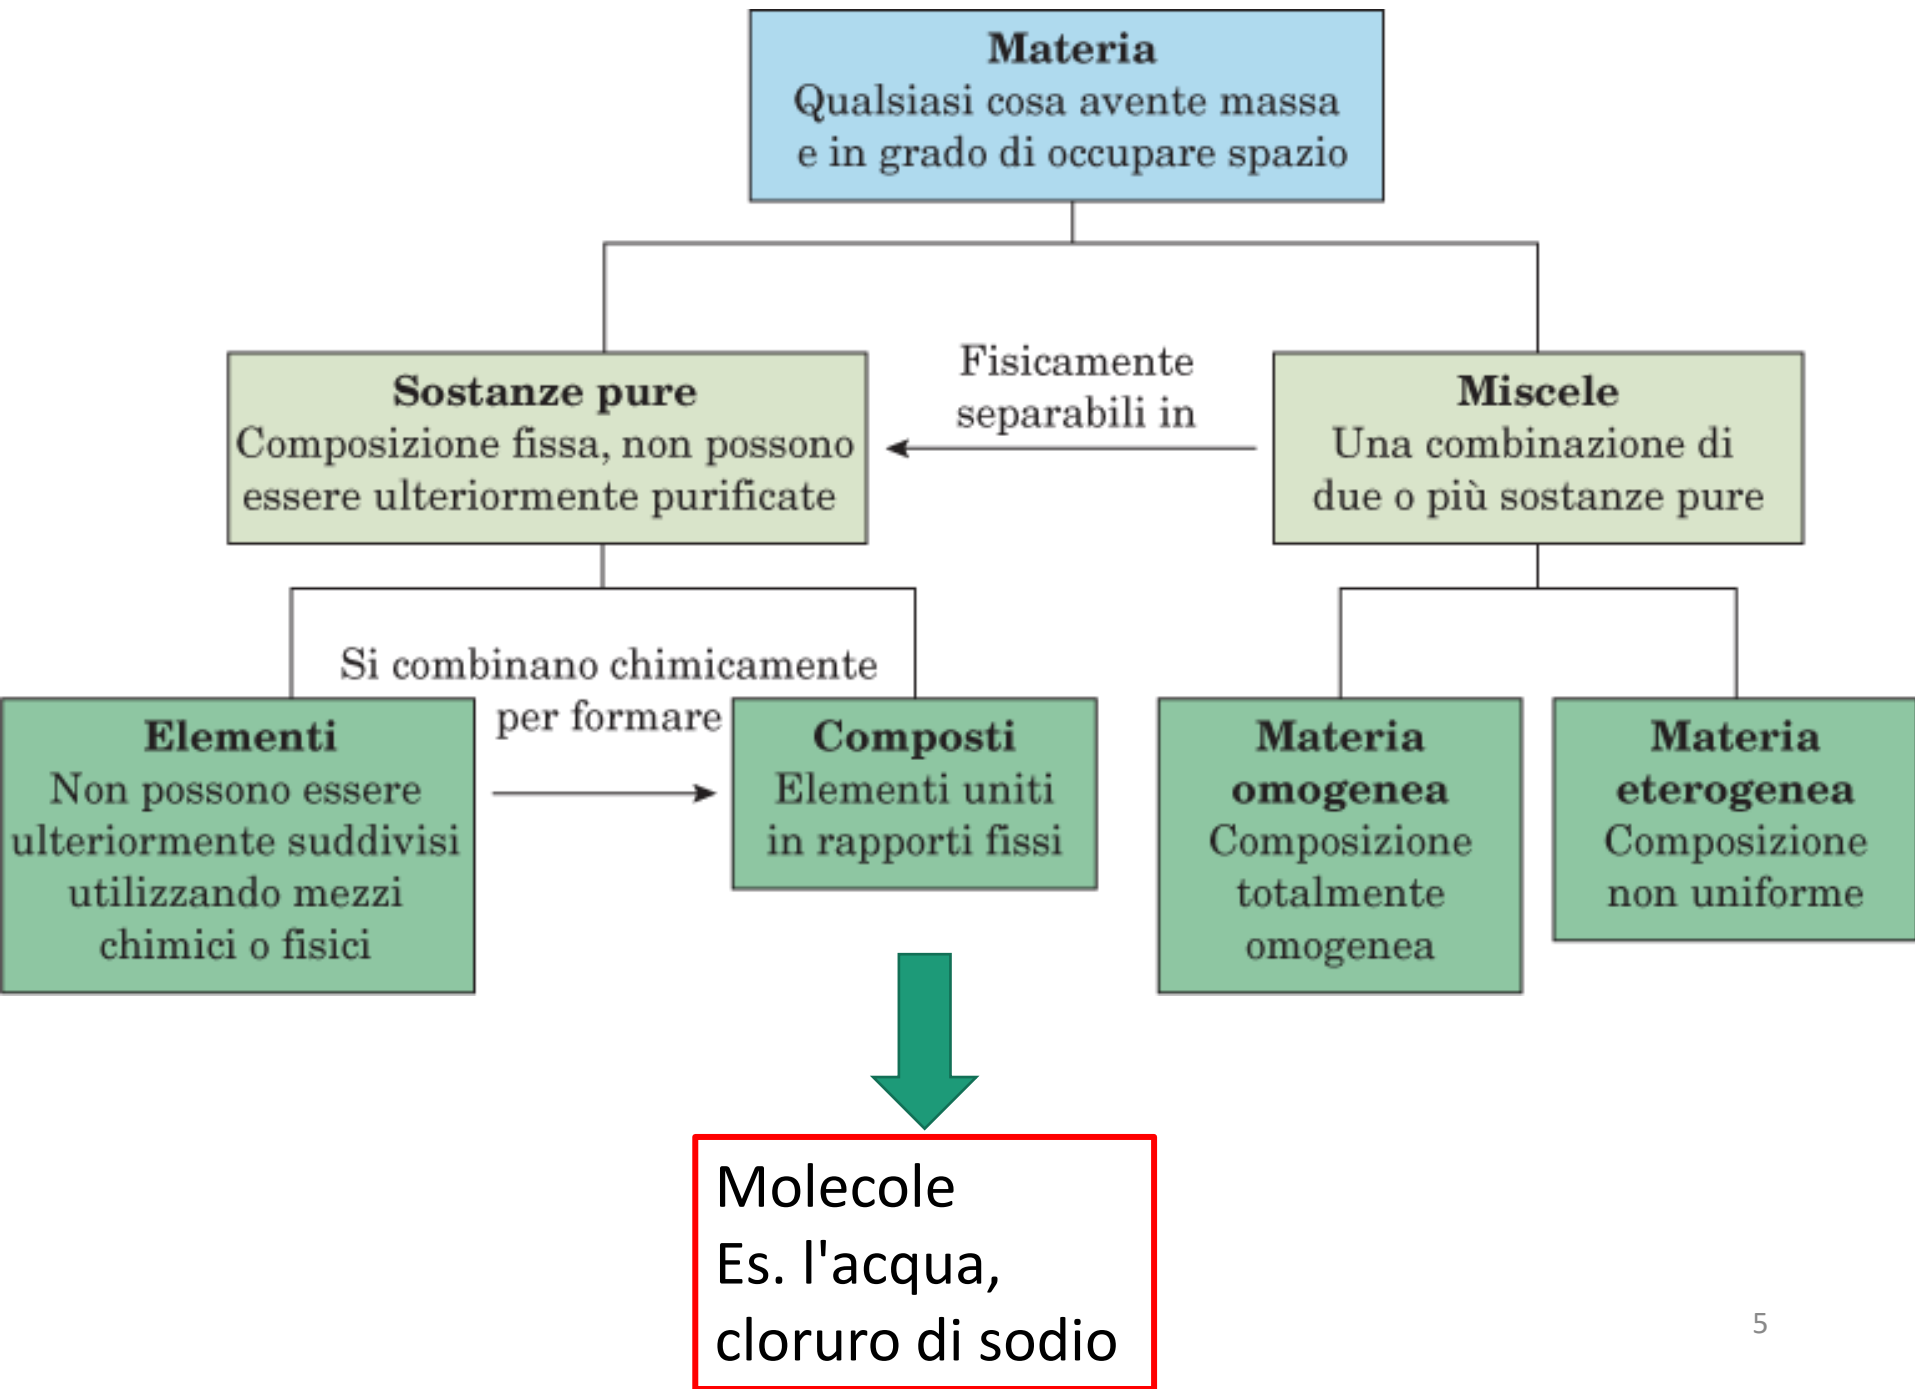 Materia
Qualsiasi cosa avente massa
e in grado di occupare spazio
Sostanze pure
Composizione fissa, non possono
essere ulteriormente purificate
Fisicamente
separabili in
Miscele
Una combinazione di
due o più sostanze pure
Si combinano chimicamente
per formare
Elementi
Non possono essere
ulteriormente suddivisi
utilizzando mezzi
chimici o fisici
Composti
Elementi uniti
in rapporti fissi
Materia
omogenea
Composizione
totalmente
omogenea
Materia
eterogenea
Composizione
non uniforme
Molecole
Es. l'acqua,
cloruro di sodio
5